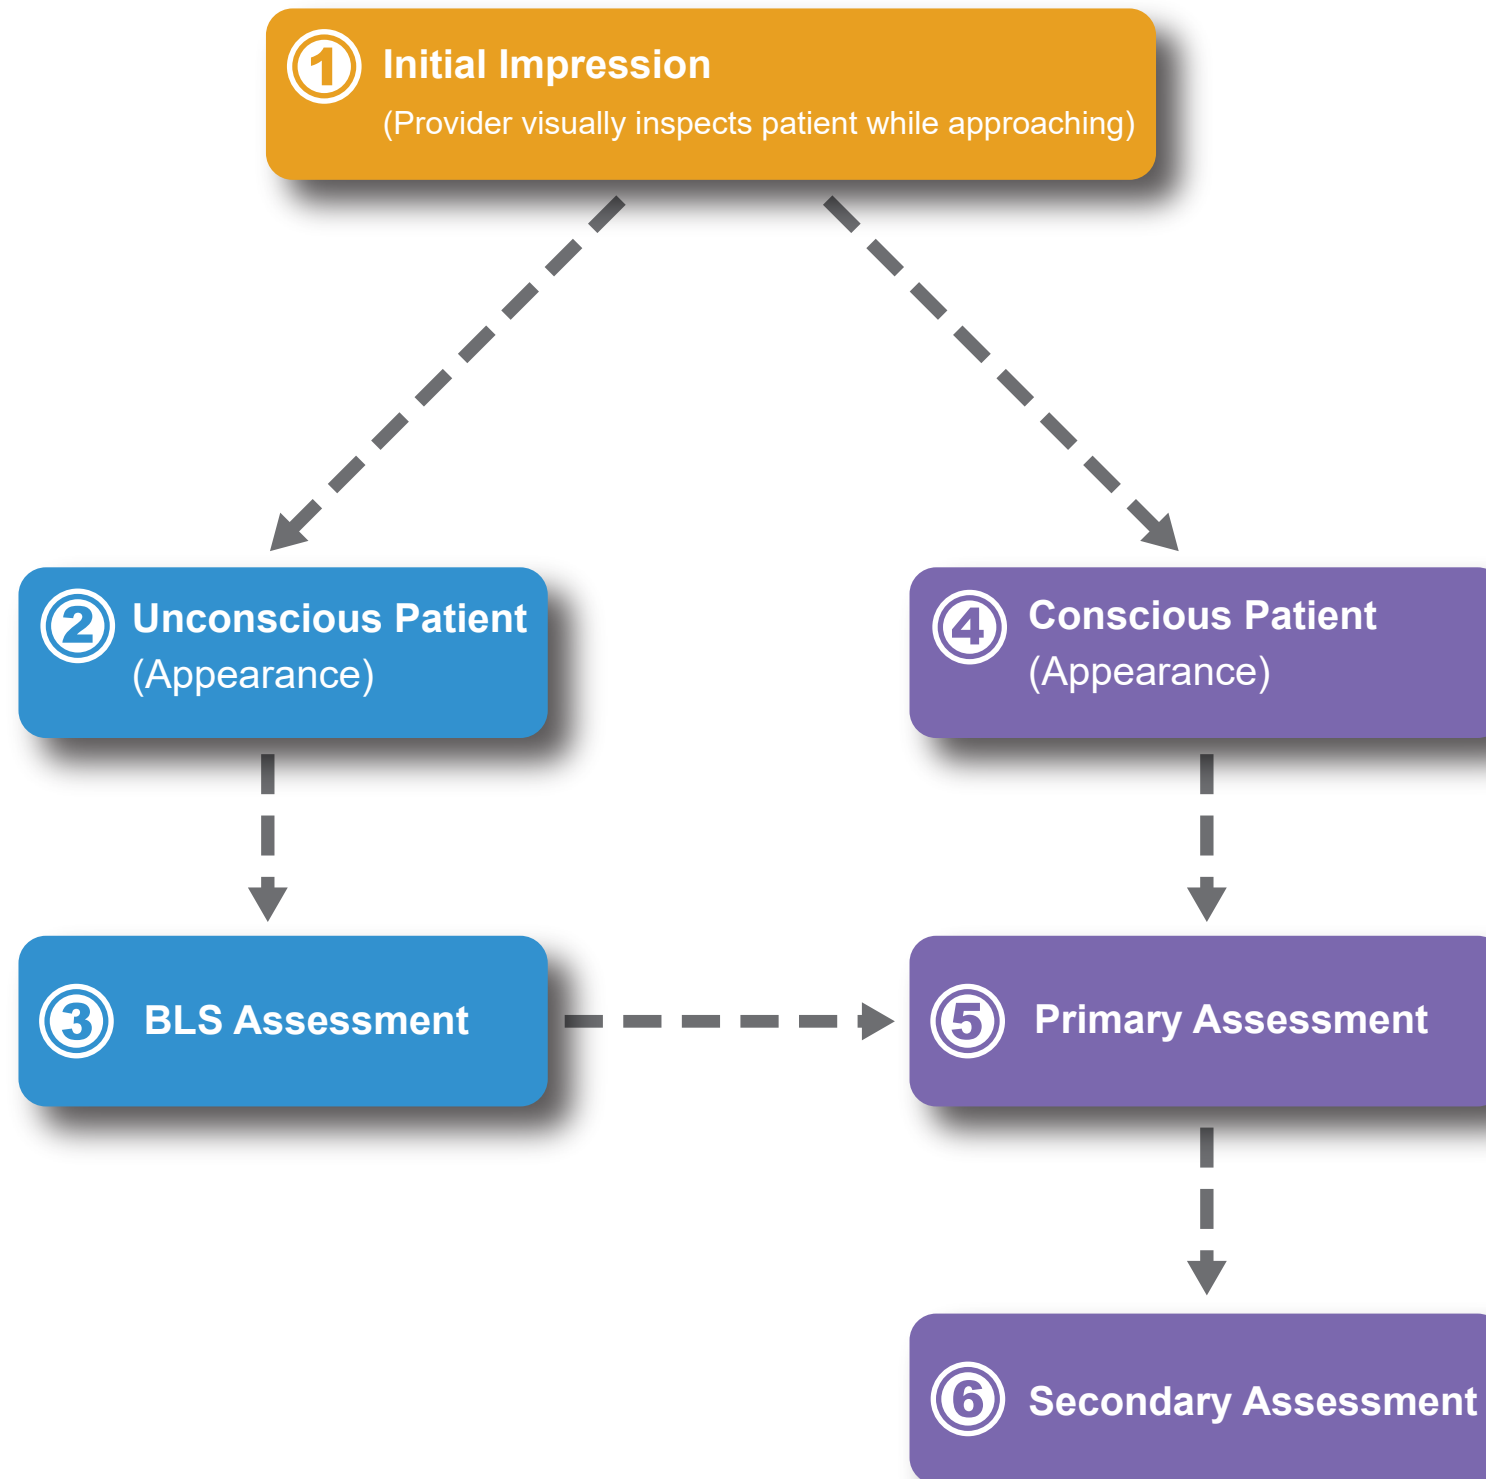 1 Initial Impression
(Provider visually inspects patient while approaching)
2 Unconscious Patient
(Appearance)
4 Conscious Patient
(Appearance)
3 BLS Assessment
5 Primary Assessment
6 Secondary Assessment